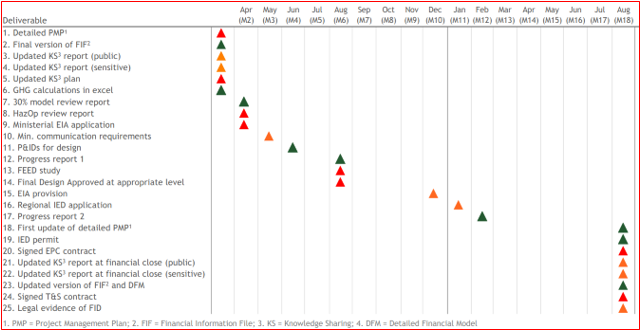 Deliverable
Apr May Jun Jul Aug Sep Oct Nov Dec Jan Feb Mar Apr May Jun Jul Aug
(M2) (M3) (M4) (M5) (M6) (M7) (M8) (M9) (M10) (M11) (M12) (M13) (M14) (M15) (M16) (M17) (M18)
1. Detailed PMP¹
2. Final version of FIF²
3. Updated KS³ report (public)
4. Updated KS³ report (sensitive)
5. Updated KS³ plan
6. GHG calculations in excel
7. 30% model review report
8. HazOp review report
9. Ministerial EIA application
10. Min. communication requirements
11. P&IDs for design
12. Progress report 1
13. FEED study
14. Final Design Approved at appropriate level
15. EIA provision
16. Regional IED application
17. Progress report 2
18. First update of detailed PMP¹
19. IED permit
20. Signed EPC contract
21. Updated KS³ report at financial close (public)
22. Updated KS³ report at financial close (sensitive)
23. Updated version of FIF² and DFM
24. Signed T&S contract
25. Legal evidence of FID
1. PMP = Project Management Plan; 2. FIF = Financial Information File; 3. KS = Knowledge Sharing; 4. DFM = Detailed Financial Model